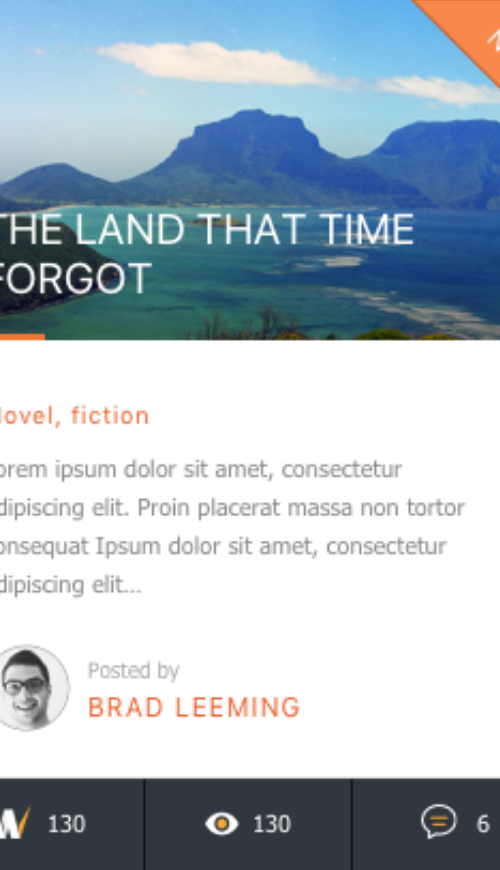 THE LAND THAT TIME
FORGOT
Novel, fiction
orem ipsum dolor sit amet, consectetur
dipiscing elit. Proin placerat massa non tortor
onsequat Ipsum dolor sit amet, consectetur
dipiscing elit...
Posted by
BRAD LEEMING
130
130
6